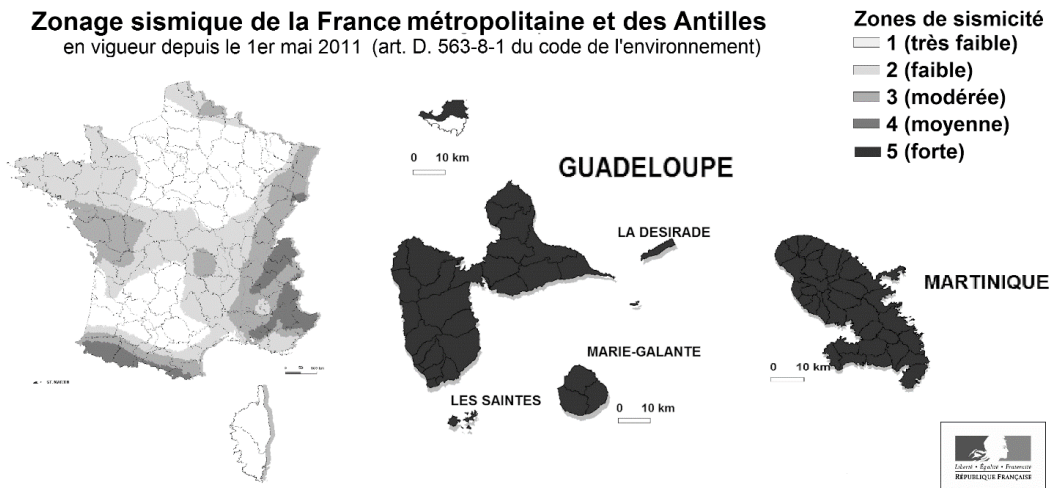 Zonage sismique de la France métropolitaine et des Antilles
en vigueur depuis le 1er mai 2011 (art. D. 563-8-1 du code de l'environnement)
Zones de sismicité
1 (très faible)
2 (faible)
3 (modérée)
4 (moyenne)
5 (forte)
0 10 km
GUADELOUPE
LA DESIRADE
MARTINIQUE
MARIE-GALANTE
0 10 km
LES SAINTES
0 10 km
Liberté • Égalité • Fraternité
RÉPUBLIQUE FRANÇAISE